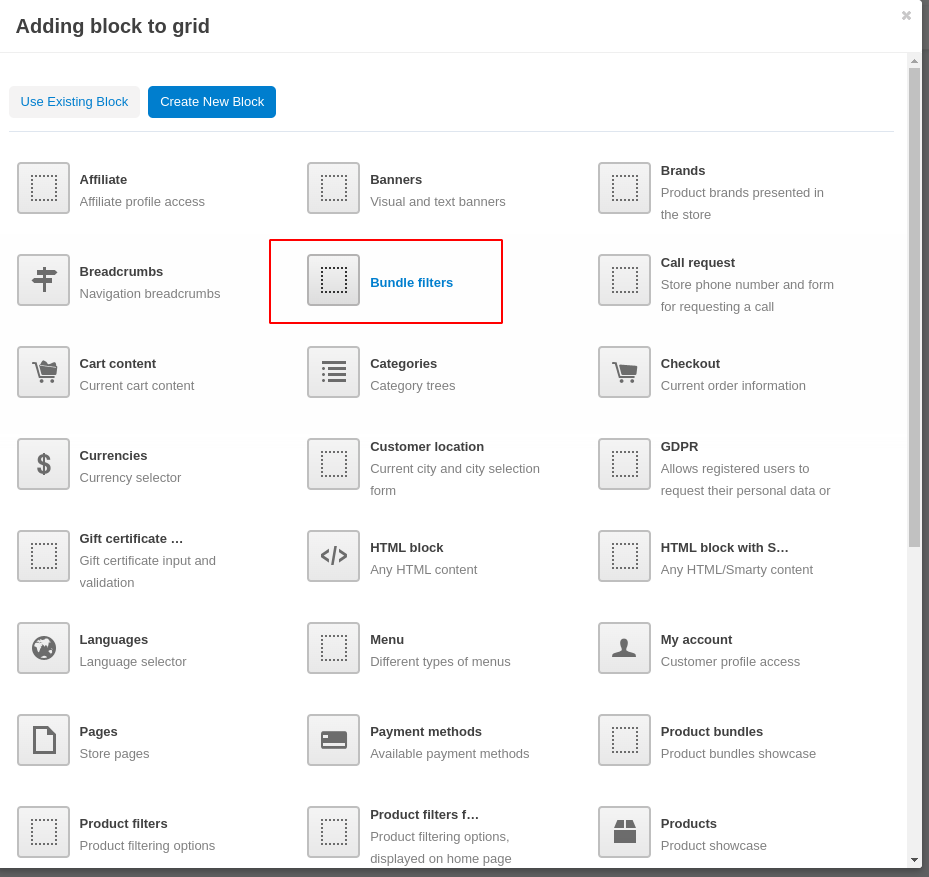 Adding block to grid
Use Existing Block
Create New Block
Affiliate
Affiliate profile access
Banners
Visual and text banners
Brands
Product brands presented in
the store
Breadcrumbs
Navigation breadcrumbs
Bundle filters
Call request
Store phone number and form
for requesting a call
Cart content
Current cart content
Categories
Category trees
Checkout
Current order information
Currencies
Currency selector
Customer location
Current city and city selection
form
GDPR
Allows registered users to
request their personal data or
Gift certificate ...
Gift certificate input and
validation
HTML block
Any HTML content
HTML block with S...
Any HTML/Smarty content
Languages
Language selector
Menu
Different types of menus
My account
Customer profile access
Pages
Store pages
Payment methods
Available payment methods
Product bundles
Product bundles showcase
Product filters
Product filtering options
Product filters f...
Product filtering options,
displayed on home page
Products
Product showcase